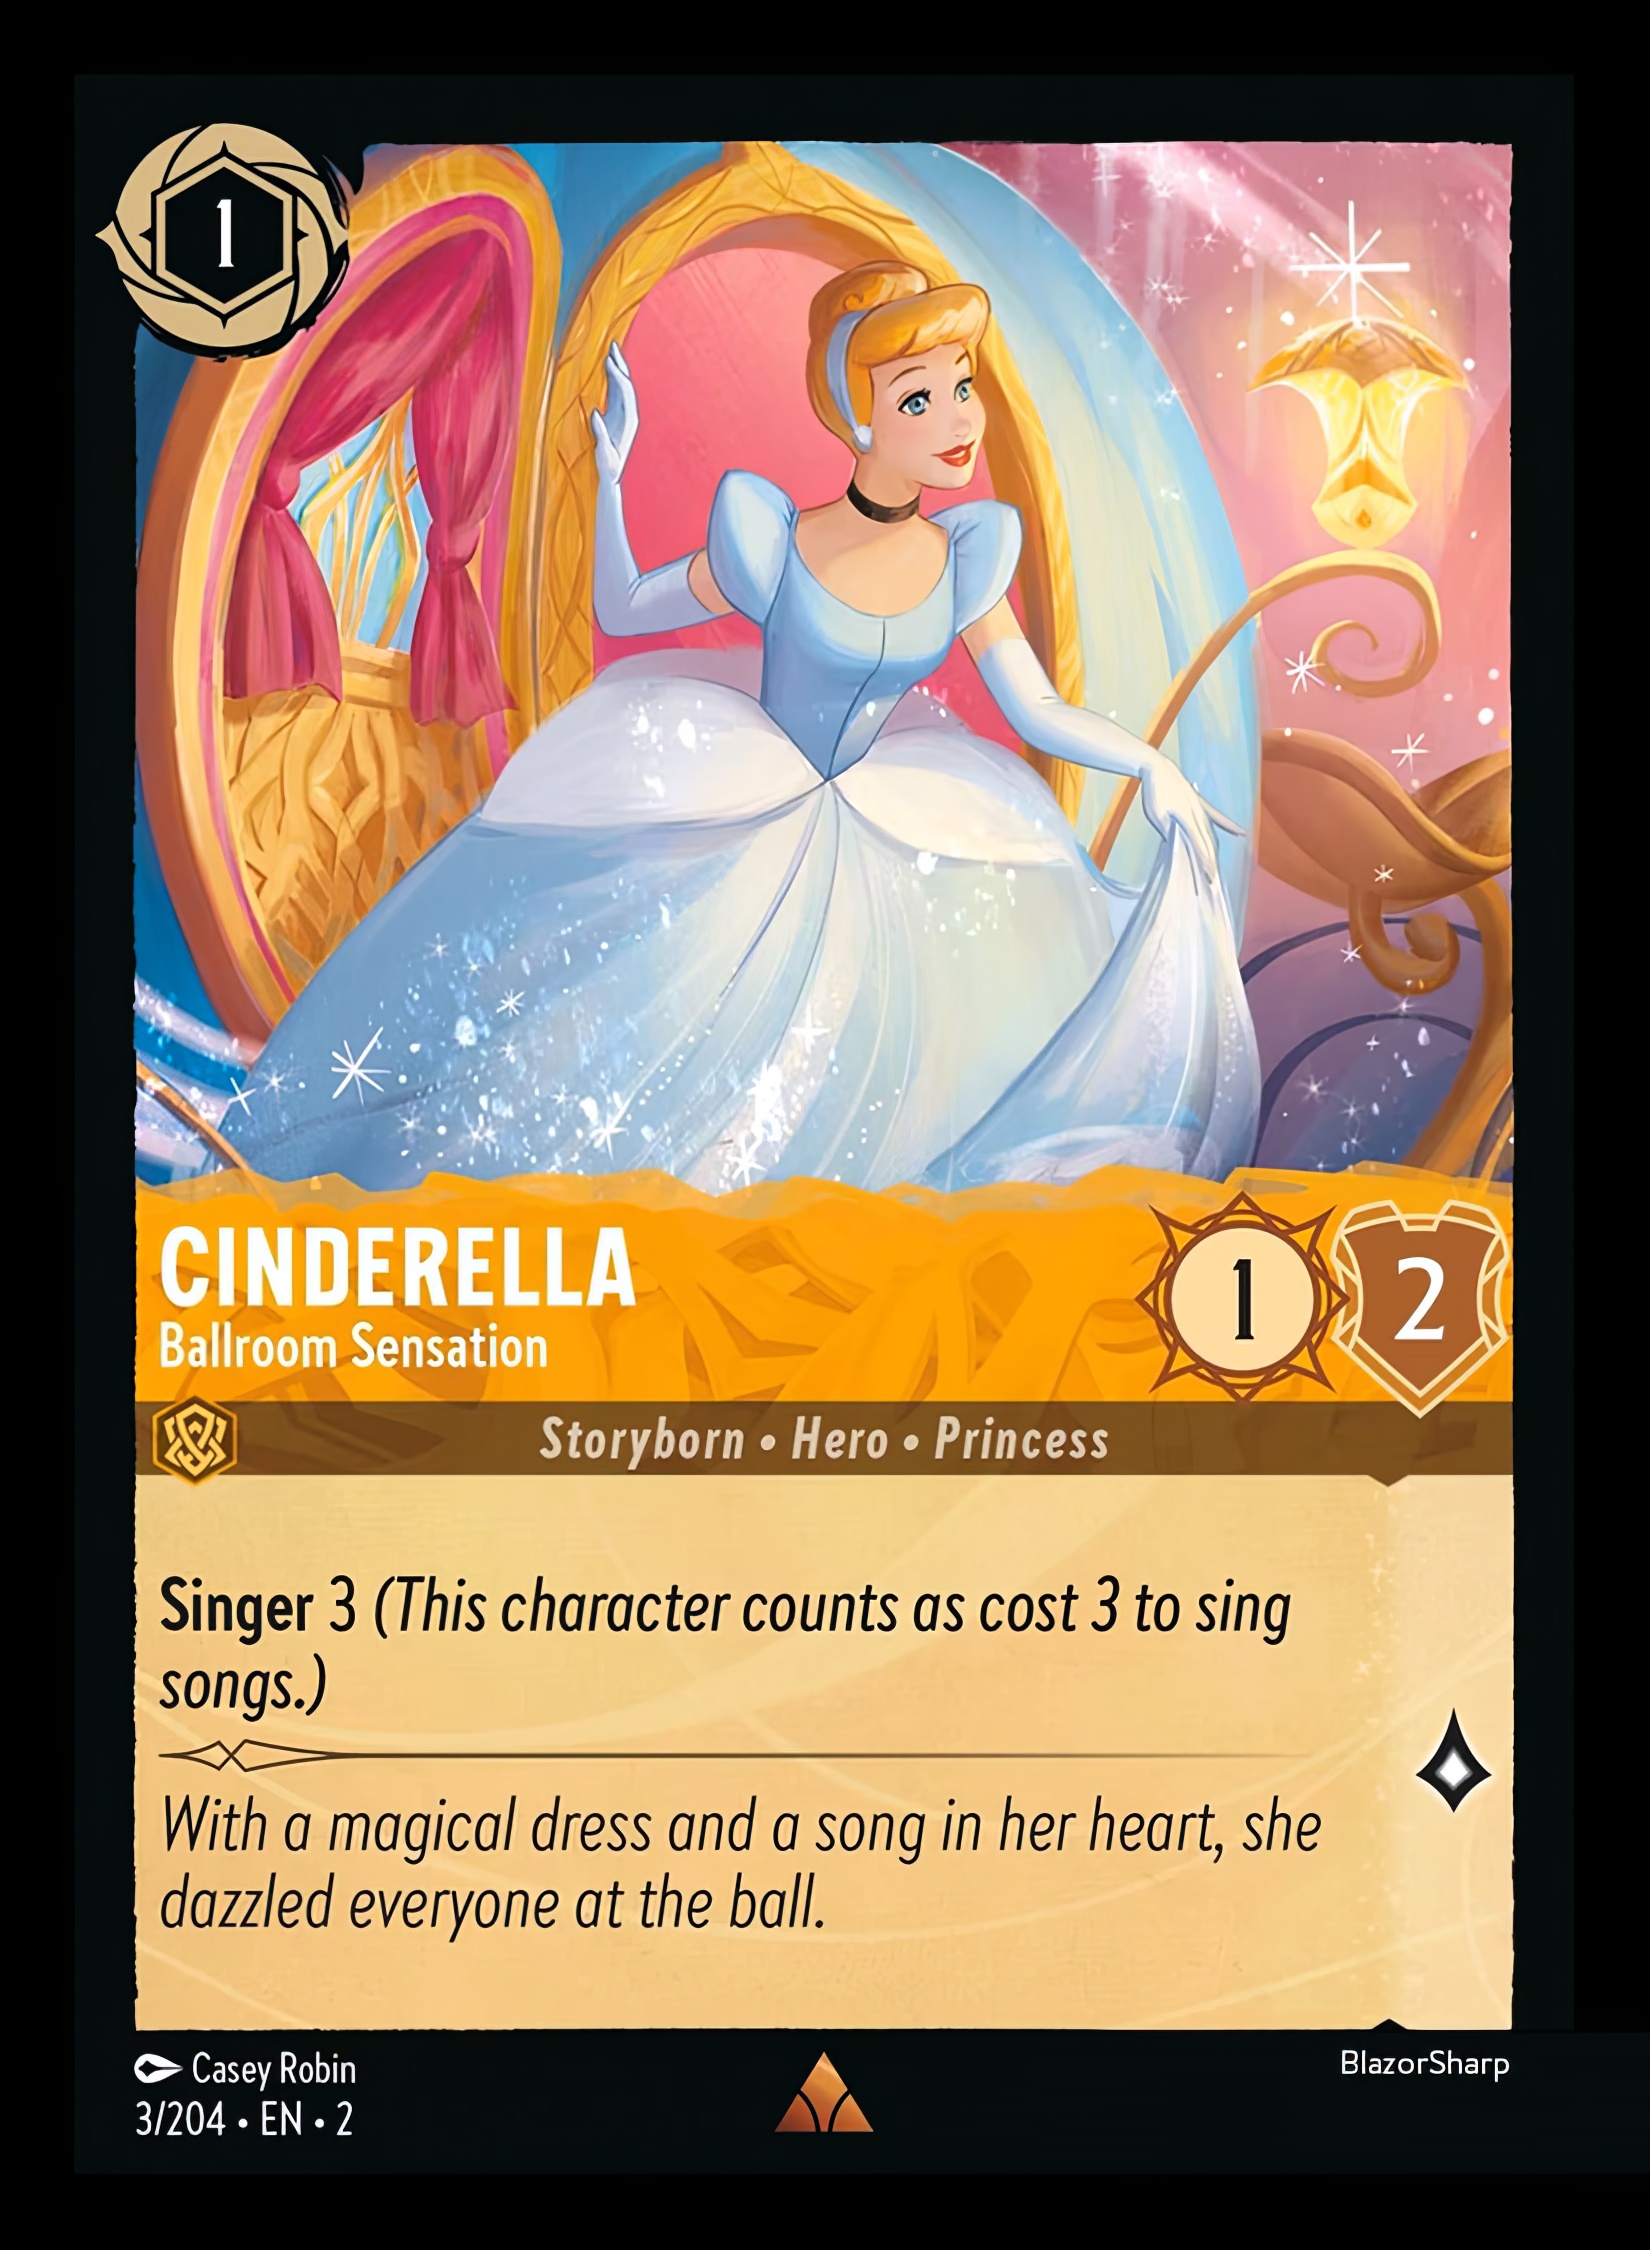 1
CINDERELLA
Ballroom Sensation
1
2
Storyborn • Hero • Princess
Singer 3 (This character counts as cost 3 to sing
songs.)
With a magical dress and a song in her heart, she
dazzled everyone at the ball.
Casey Robin
3/204 • EN • 2
BlazorSharp